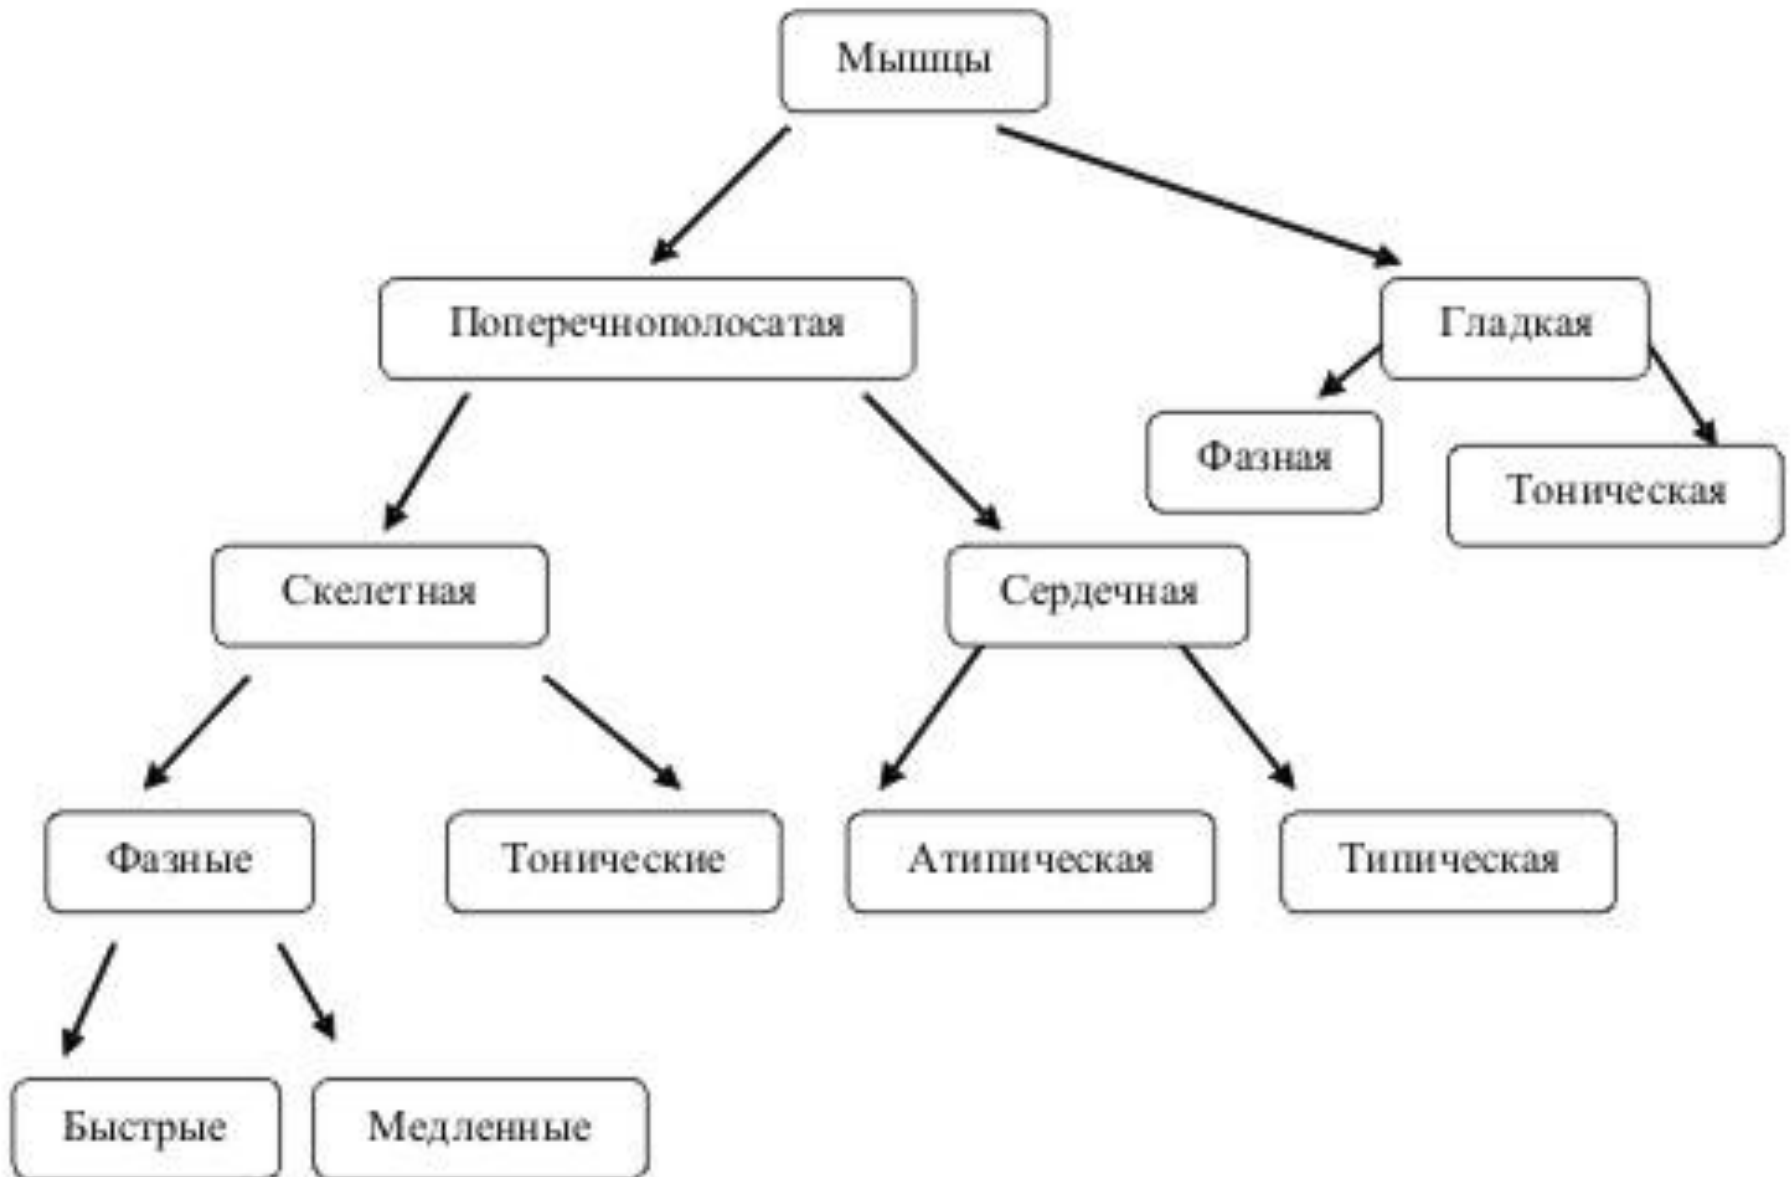 Мышцы
Поперечнополосатая
Гладкая
Фазная
Тоническая
Скелетная
Сердечная
Фазные
Тонические
Атипическая
Типическая
Быстрые
Медленные